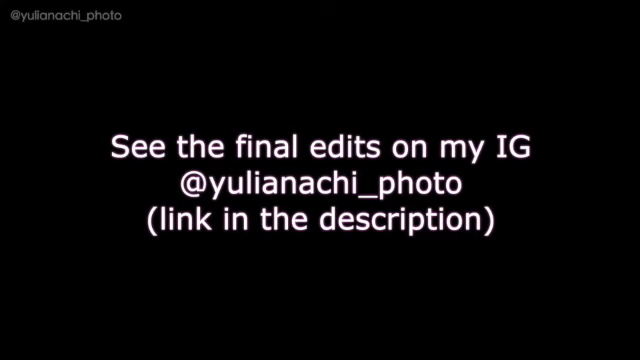 @yulianachi_photo
See the final edits on my IG
@yulianachi_photo
(link in the description)